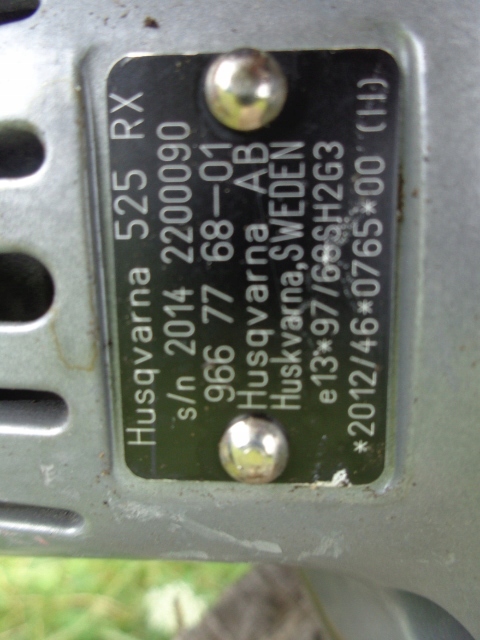 Husqvarna 525 RX
s/n 2014 2200090
966 77 68-01
Husqvarna AB
Huskvarna, SWEDEN
e13*97/68SH2G3
*2012/46*0765*00 (H)